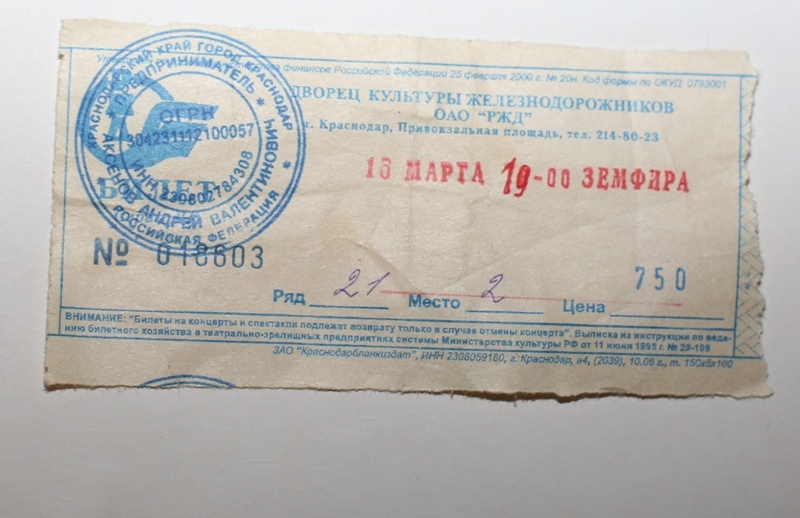 финансов Российской Федерации 25 февраля 2000 г. № 20н. Код формы по ОКУД 0793001
ДВОРЕЦ КУЛЬТУРЫ ЖЕЛЕЗНОДОРОЖНИКОВ
ОАО "РЖД"
г. Краснодар, Привокзальная площадь, тел. 214-80-23
КРАСНОДАРСКИЙ КРАЙ ГОРОД КРАСНОДАР
* ПРЕДПРИНИМАТЕЛЬ *
ОГРН
304231112100057
ИНН 230802784308
АКСЕНОВ АНДРЕЙ ВАЛЕНТИНОВИЧ
* РОССИЙСКАЯ ФЕДЕРАЦИЯ *
БИЛЕТ
16 МАРТА 19-00 ЗЕМФИРА
№ 018603
Ряд 21 Место 2 Цена 750
ВНИМАНИЕ: "Билеты на концерты и спектакли подлежат возврату только в случае отмены концерта". Выписка из инструкции по веде-
нию билетного хозяйства в театрально-зрелищных предприятиях системы Министерства культуры РФ от 11 июня 1995 г. № 29-109
ЗАО "Краснодарбланкиздат", ИНН 2308059160, г. Краснодар, а4, (2039), 10.06 г., т. 150х5х100